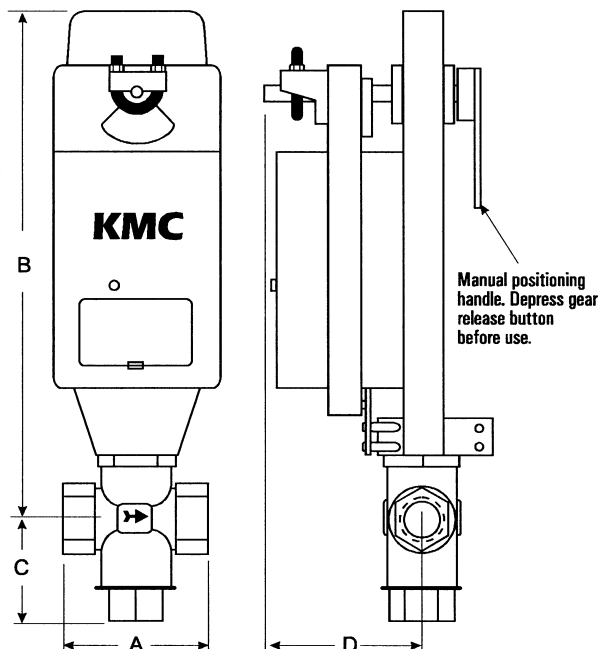 KMC
B
Manual positioning
handle. Depress gear
release button
before use.
C
A
D